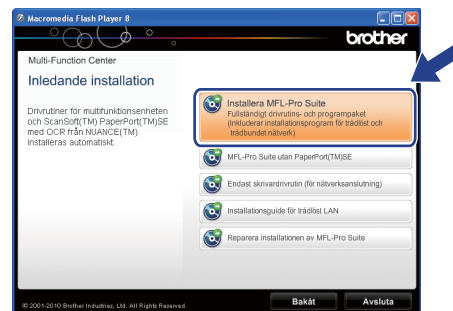 Macromedia Flash Player 8
brother
Multi-Function Center
Inledande installation
Drivrutiner för multifunktionsenheten
och ScanSoft(TM) PaperPort(TM)SE
med OCR från NUANCE(TM)
installeras automatiskt.
Installera MFL-Pro Suite
Fullständigt drivrutins- och programpaket
(Inkluderar installationsprogram för trådlöst och
trådbundet nätverk)
MFL-Pro Suite utan PaperPort(TM)SE
Endast skrivardrivrutin (för nätverksanslutning)
Installationsguide för trådlöst LAN
Reparera installationen av MFL-Pro Suite
© 2001-2010 Brother Industries, Ltd. All Rights Reserved.
Bakåt
Avsluta